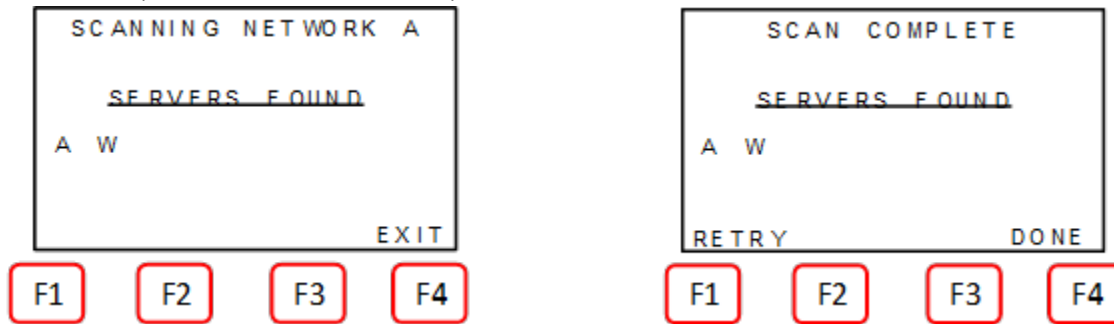 SCANNING NETWORK A
SERVERS FOUND
A W
EXIT
F1 F2 F3 F4
SCAN COMPLETE
SERVERS FOUND
A W
RETRY DONE
F1 F2 F3 F4